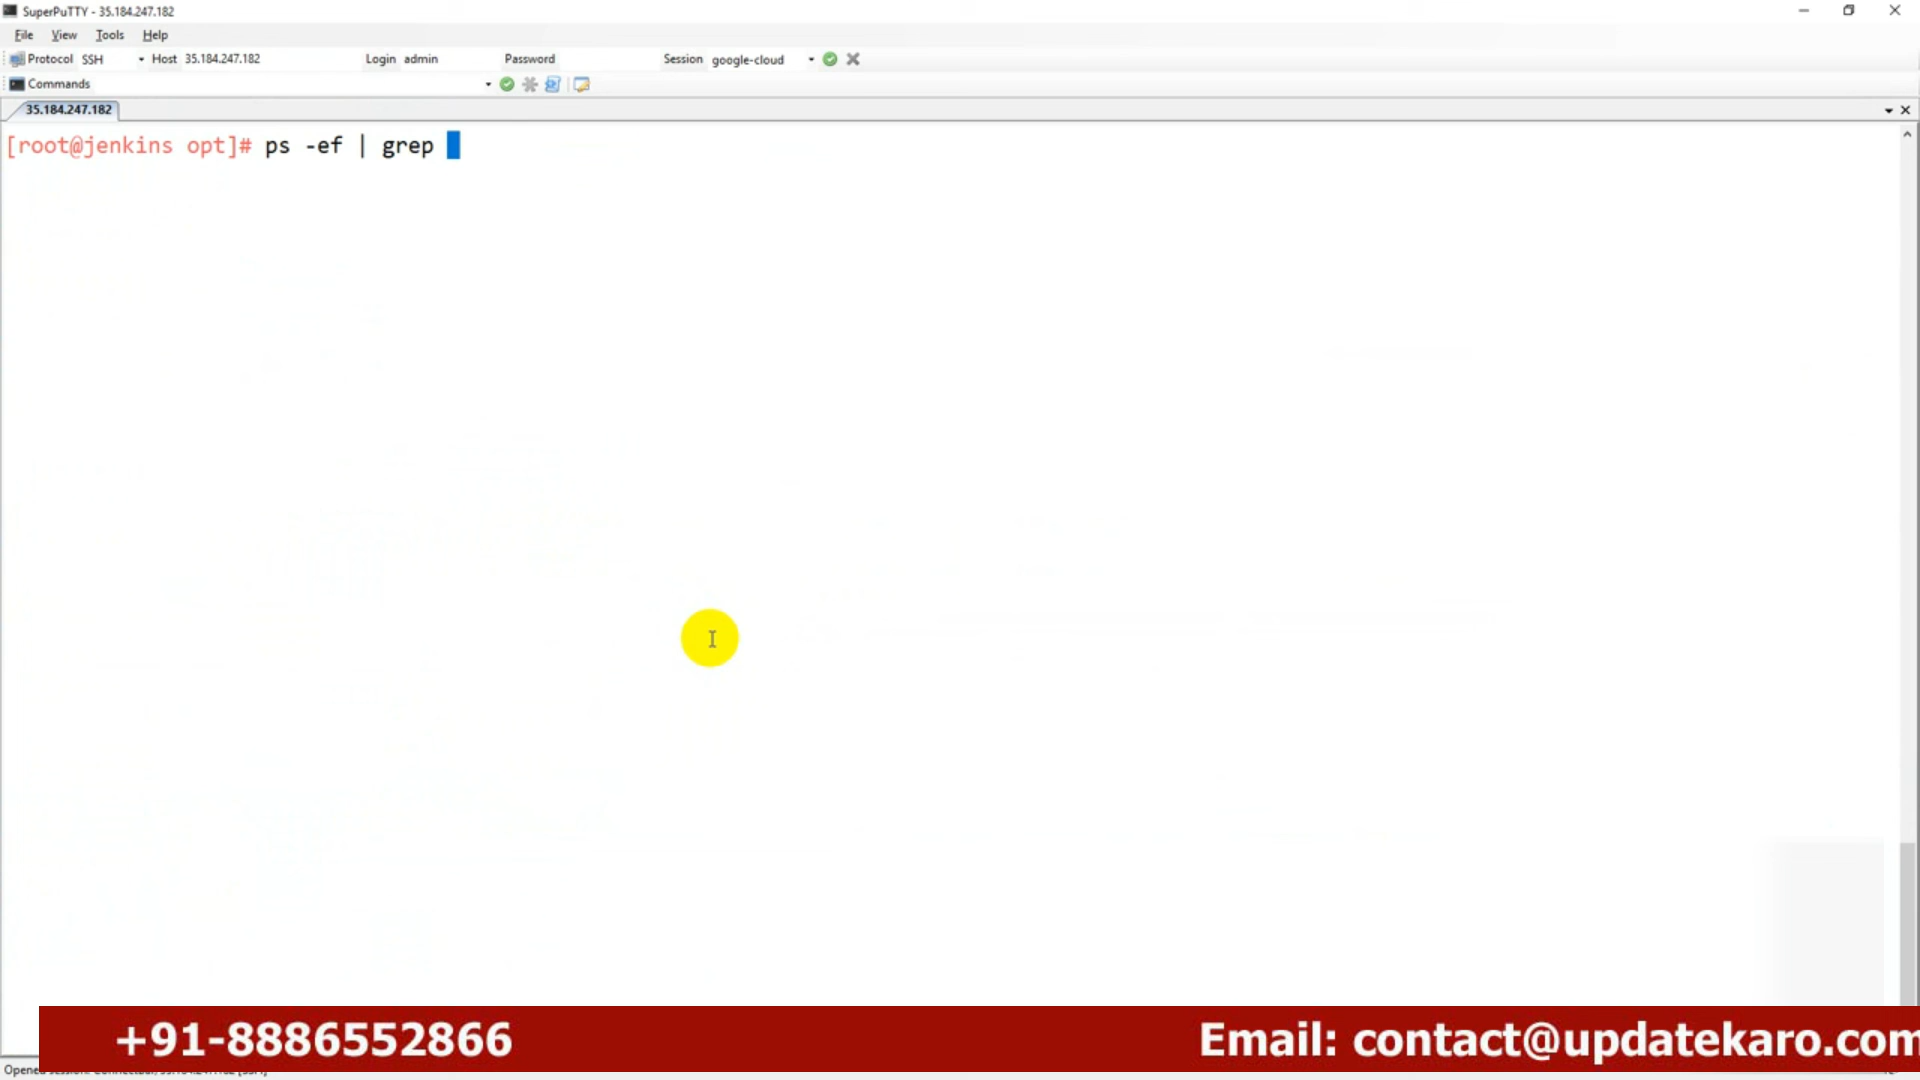 SuperPuTTY - 35.184.247.182
File View Tools Help
Protocol SSH Host 35.184.247.182 Login admin Password Session google-cloud
Commands
35.184.247.182
[root@jenkins opt]# ps -ef | grep
+91-8886552866 Email: contact@updatekaro.com
Opened